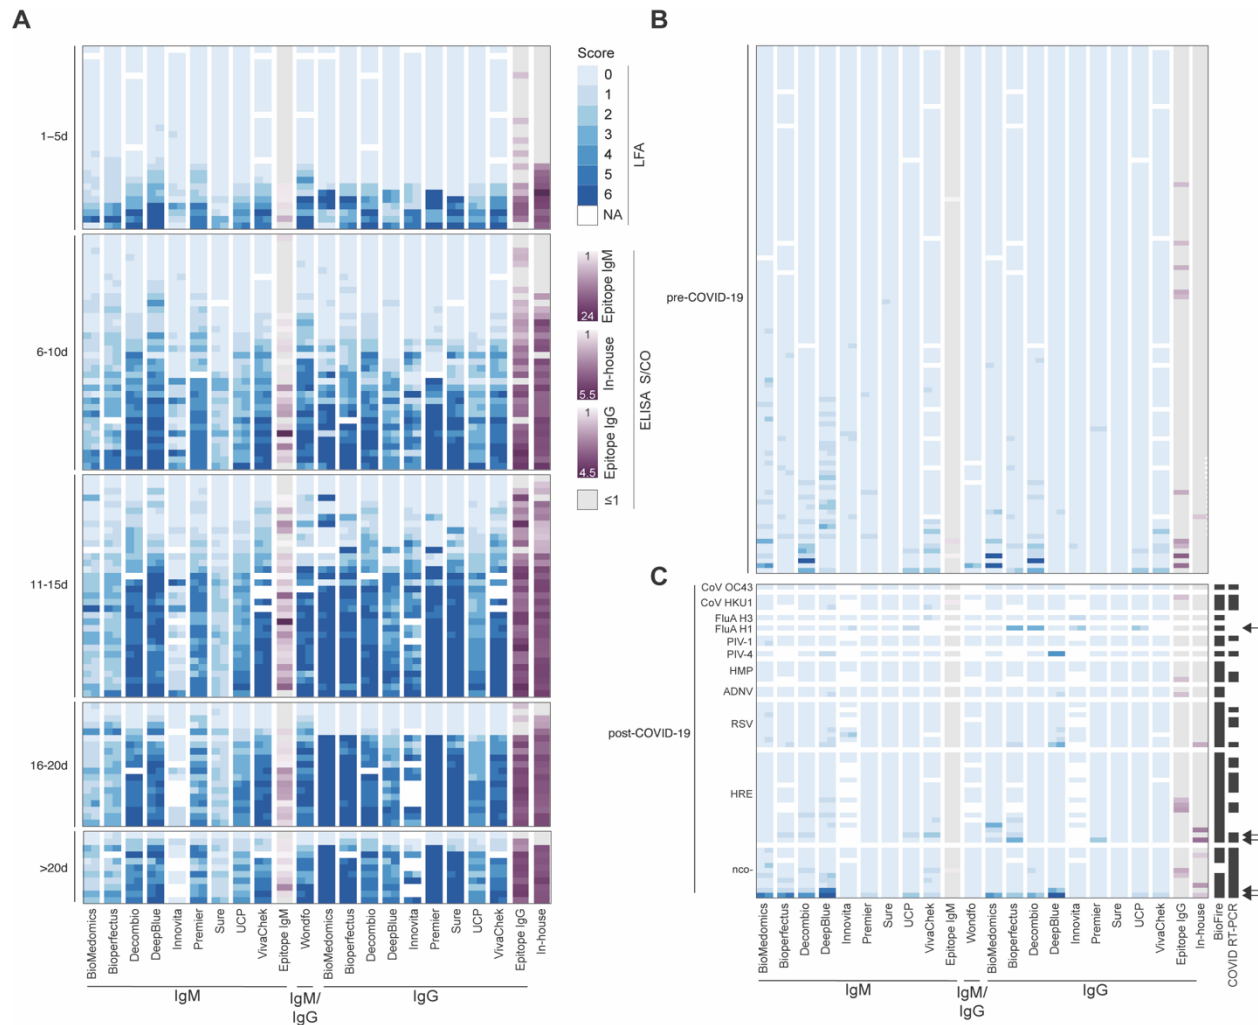 A
B
Score
0
1
2
3
4
5
6
NA
LFA
1
24
Epitope IgM
1
5.5
In-house
1
4.5
Epitope IgG
≤1
ELISA S/CO
1–5d
6-10d
11-15d
16-20d
>20d
BioMedomics
Bioperfectus
Decombio
DeepBlue
Innovita
Premier
Sure
UCP
VivaChek
Epitope IgM
Wondfo
BioMedomics
Bioperfectus
Decombio
DeepBlue
Innovita
Premier
Sure
UCP
VivaChek
Epitope IgG
In-house
IgM
IgM/
IgG
IgG
pre-COVID-19
C
post-COVID-19
CoV OC43
CoV HKU1
FluA H3
FluA H1
PIV-1
PIV-4
HMP
ADNV
RSV
HRE
nco-
BioMedomics
Bioperfectus
Decombio
DeepBlue
Innovita
Premier
Sure
UCP
VivaChek
Epitope IgM
Wondfo
BioMedomics
Bioperfectus
Decombio
DeepBlue
Innovita
Premier
Sure
UCP
VivaChek
Epitope IgG
In-house
BioFire
COVID RT-PCR
IgM
IgM/
IgG
IgG